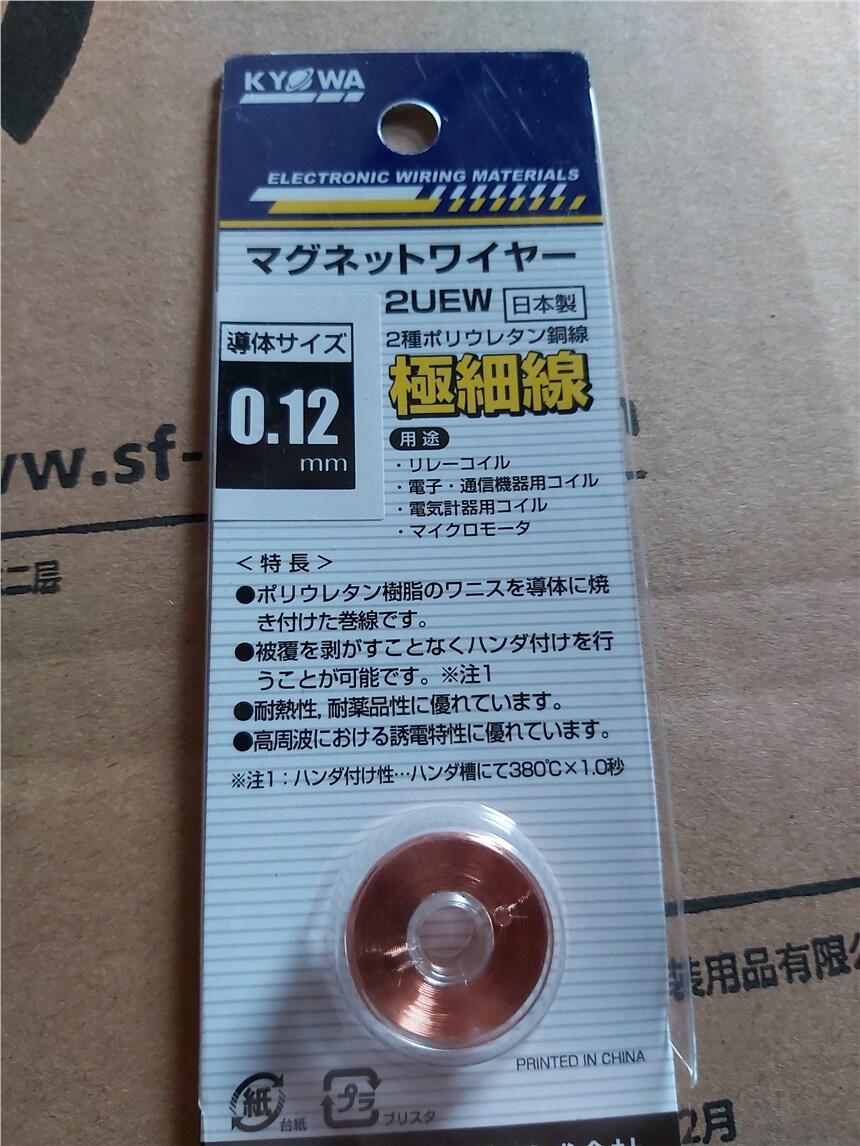 KYOWA
ELECTRONIC WIRING MATERIALS
マグネットワイヤー
2UEW 日本製
2種ポリウレタン銅線
極細線
導体サイズ
0.12
mm
用途
・リレーコイル
・電子・通信機器用コイル
・電気計器用コイル
・マイクロモータ
＜特長＞
●ポリウレタン樹脂のワニスを導体に焼
き付けた巻線です。
●被覆を剥がすことなくハンダ付けを行
うことが可能です。※注1
●耐熱性,耐薬品性に優れています。
●高周波における誘電特性に優れています。
※注1：ハンダ付け性…ハンダ槽にて380℃×1.0秒
PRINTED IN CHINA
紙
台紙
プラ
ブリスタ
ww.sf-
二层
装用品有限公
2月